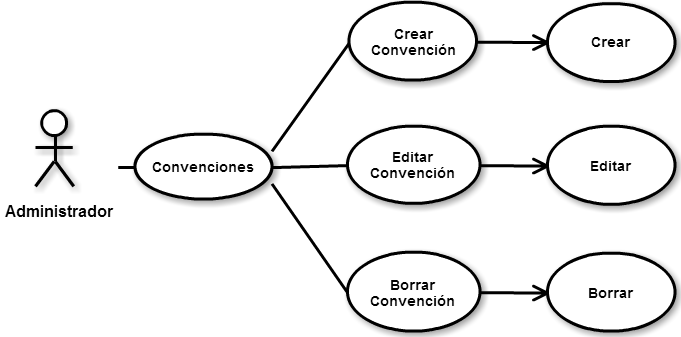 Crear
Convención
Crear
Convenciones
Editar
Convención
Editar
Administrador
Borrar
Convención
Borrar